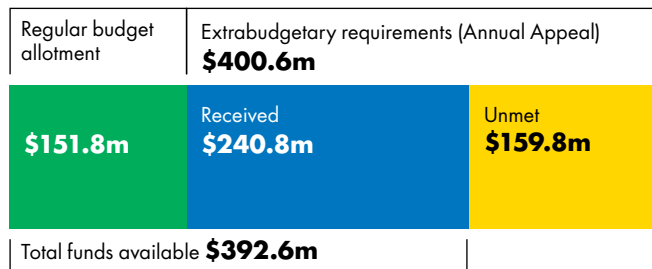 Regular budget
allotment
Extrabudgetary requirements (Annual Appeal)
$400.6m
$151.8m
Received
$240.8m
Unmet
$159.8m
Total funds available $392.6m